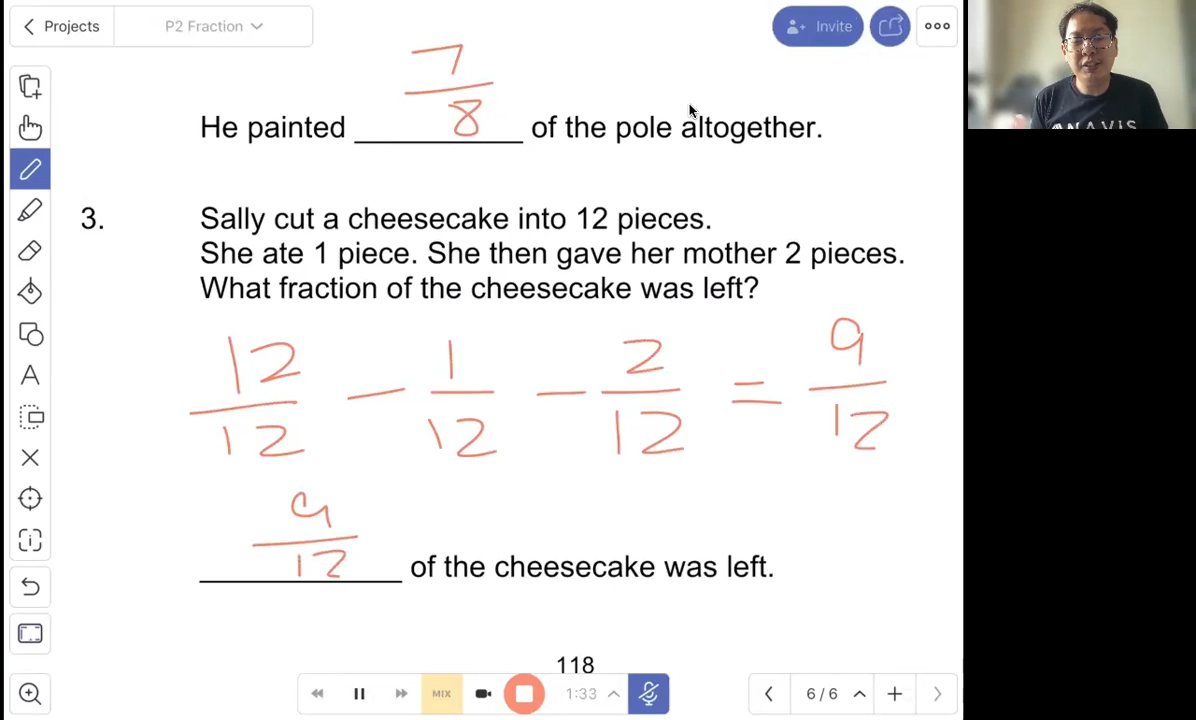 Projects
P2 Fraction
Invite
7
8
He painted ____________ of the pole altogether.
ANAVIS
3.
Sally cut a cheesecake into 12 pieces.
She ate 1 piece. She then gave her mother 2 pieces.
What fraction of the cheesecake was left?
12/12 − 1/12 − 2/12 = 9/12
9
12
______________ of the cheesecake was left.
118
MIX
1:33
6 / 6
A